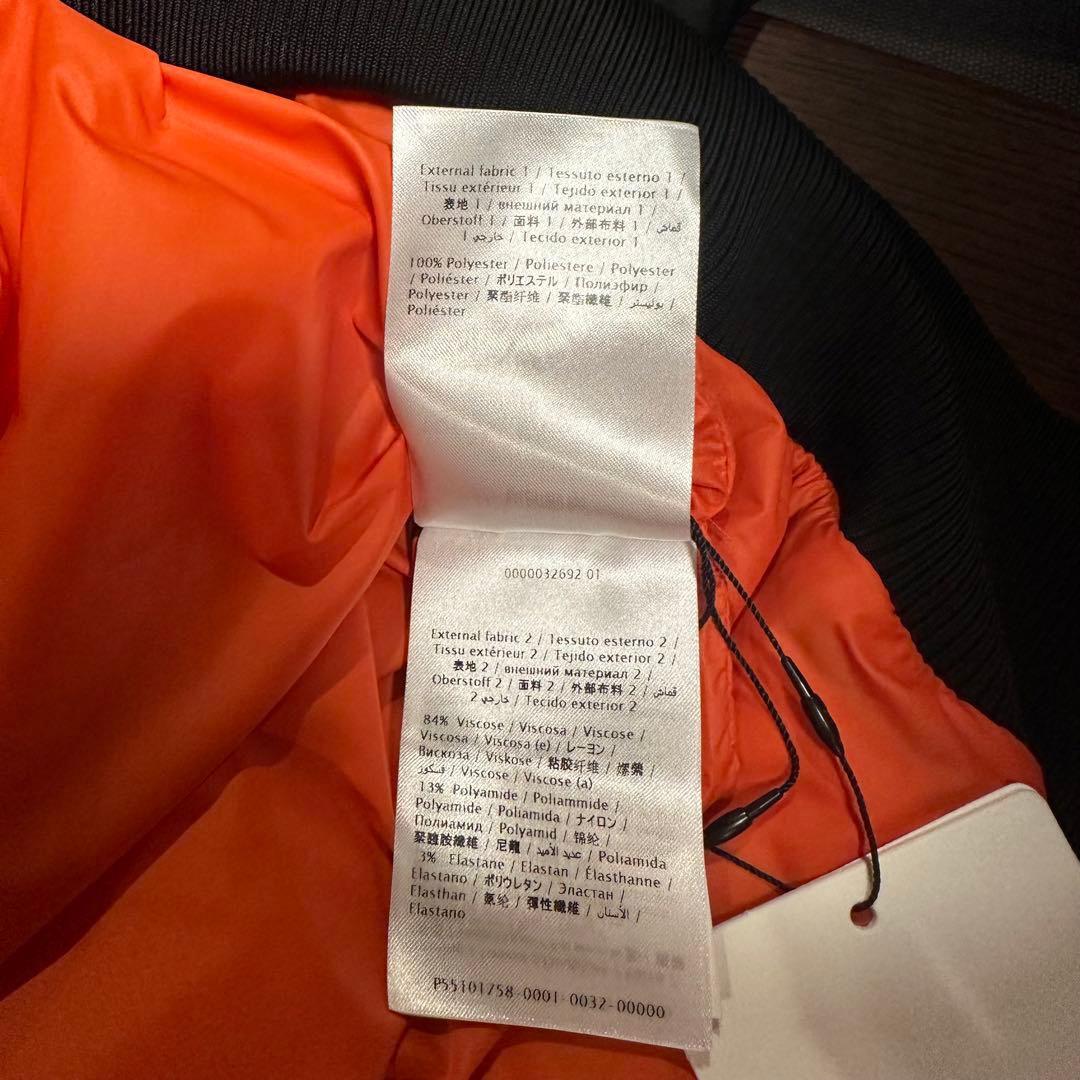 External fabric 1 / Tessuto esterno 1 /
Tissu extérieur 1 / Tejido exterior 1 /
表地 1 / внешний материал 1 /
Oberstoff 1 / 面料 1 / 外部布料 1 / قماش
خارجي 1 / Tecido exterior 1
100% Polyester / Poliestere / Polyester
/ Poliéster / ポリエステル / Полиэфир /
Polyester / 聚酯纤维 / 聚酯纖維 / بوليستر /
Poliéster
0000032692 01
External fabric 2 / Tessuto esterno 2 /
Tissu extérieur 2 / Tejido exterior 2 /
表地 2 / внешний материал 2 /
Oberstoff 2 / 面料 2 / 外部布料 2 / قماش
خارجي 2 / Tecido exterior 2
84% Viscose / Viscosa / Viscose /
Viscosa / Viscosa (e) / レーヨン /
Вискоза / Viskose / 粘胶纤维 / 嫘縈 /
فسكوز / Viscose / Viscose (a)
13% Polyamide / Poliammide /
Polyamide / Poliamida / ナイロン /
Полиамид / Polyamid / 锦纶 /
聚醯胺纖維 / 尼龍 / عديد الأميد / Poliamida
3% Elastane / Elastan / Élasthanne /
Elastano / ポリウレタン / Эластан /
Elasthan / 氨纶 / 彈性纖維 / الأستان /
Elastano
P55101758-0001-0032-00000